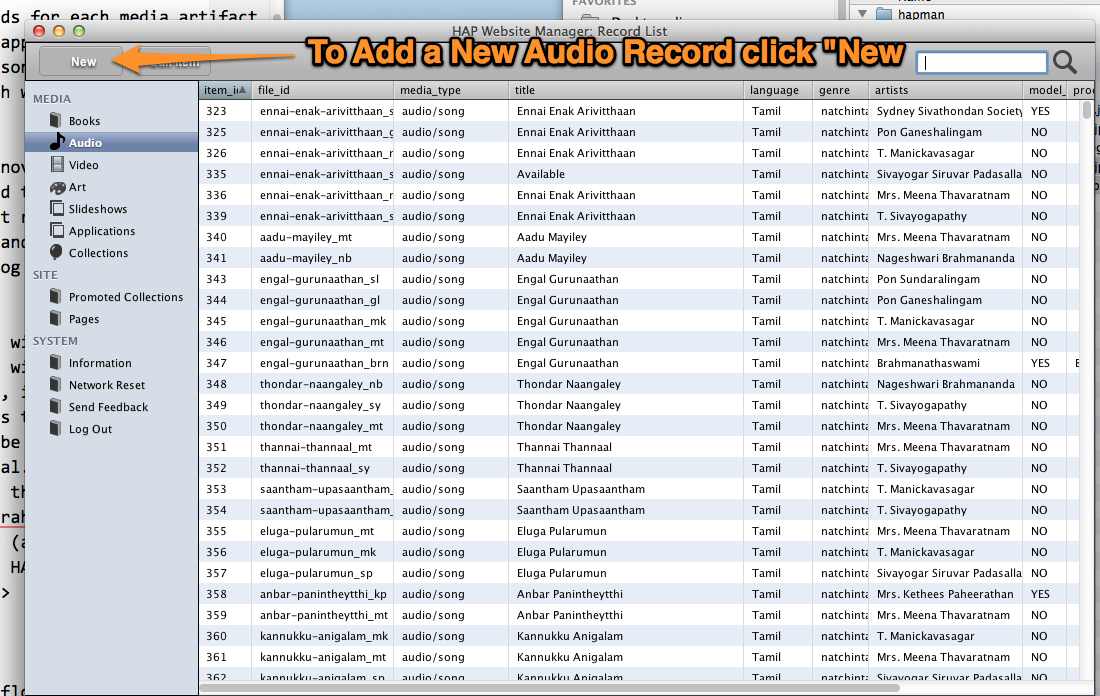 ds for each media artifact
FAVORITES
hapman
HAP Website Manager: Record List
To Add a New Audio Record click "New
New
item_i file_id media_type title language genre artists model_ pro
MEDIA
Books
Audio
Video
Art
Slideshows
Applications
Collections
SITE
Promoted Collections
Pages
SYSTEM
Information
Network Reset
Send Feedback
Log Out
323 ennai-enak-arivitthaan_s audio/song Ennai Enak Arivitthaan Tamil natchinta Sydney Sivathondan Society YES
325 ennai-enak-arivitthaan_g audio/song Ennai Enak Arivitthaan Tamil natchinta Pon Ganeshalingam NO
326 ennai-enak-arivitthaan_r audio/song Ennai Enak Arivitthaan Tamil natchinta T. Manickavasagar NO
335 ennai-enak-arivitthaan_s audio/song Available Tamil natchinta Sivayogar Siruvar Padasalla NO
336 ennai-enak-arivitthaan_r audio/song Ennai Enak Arivitthaan Tamil natchinta Mrs. Meena Thavaratnam NO
339 ennai-enak-arivitthaan_s audio/song Ennai Enak Arivitthaan Tamil natchinta T. Sivayogapathy NO
340 aadu-mayiley_mt audio/song Aadu Mayiley Tamil natchinta Mrs. Meena Thavaratnam NO
341 aadu-mayiley_nb audio/song Aadu Mayiley Tamil natchinta Nageshwari Brahmananda NO
343 engal-gurunaathan_sl audio/song Engal Gurunaathan Tamil natchinta Pon Sundaralingam NO
344 engal-gurunaathan_gl audio/song Engal Gurunaathan Tamil natchinta Pon Ganeshalingam NO
345 engal-gurunaathan_mk audio/song Engal Gurunaathan Tamil natchinta T. Manickavasagar NO
346 engal-gurunaathan_mt audio/song Engal Gurunaathan Tamil natchinta Mrs. Meena Thavaratnam NO
347 engal-gurunaathan_brn audio/song Engal Gurunaathan Tamil natchinta Brahmanathaswami YES
348 thondar-naangaley_nb audio/song Thondar Naangaley Tamil natchinta Nageshwari Brahmananda NO
349 thondar-naangaley_sy audio/song Thondar Naangaley Tamil natchinta T. Sivayogapathy NO
350 thondar-naangaley_mt audio/song Thondar Naangaley Tamil natchinta Mrs. Meena Thavaratnam NO
351 thannai-thannaal_mt audio/song Thannai Thannaal Tamil natchinta Mrs. Meena Thavaratnam NO
352 thannai-thannaal_sy audio/song Thannai Thannaal Tamil natchinta T. Sivayogapathy NO
353 saantham-upasaantham_ audio/song Saantham Upasaantham Tamil natchinta T. Manickavasagar NO
354 saantham-upasaantham_ audio/song Saantham Upasaantham Tamil natchinta T. Sivayogapathy NO
355 eluga-pularumun_mt audio/song Eluga Pularumun Tamil natchinta Mrs. Meena Thavaratnam NO
356 eluga-pularumun_mk audio/song Eluga Pularumun Tamil natchinta T. Manickavasagar NO
357 eluga-pularumun_sp audio/song Eluga Pularumun Tamil natchinta Sivayogar Siruvar Padasalla NO
358 anbar-panintheytthi_kp audio/song Anbar Panintheytthi Tamil natchinta Mrs. Kethees Paheerathan YES
359 anbar-panintheytthi_mt audio/song Anbar Panintheytthi Tamil natchinta Mrs. Meena Thavaratnam NO
360 kannukku-anigalam_mk audio/song Kannukku Anigalam Tamil natchinta T. Manickavasagar NO
361 kannukku-anigalam_mt audio/song Kannukku Anigalam Tamil natchinta Mrs. Meena Thavaratnam NO
362 kannukku-anigalam_sp audio/song Kannukku Anigalam Tamil natchinta Sivayogar Siruvar Padasalla NO